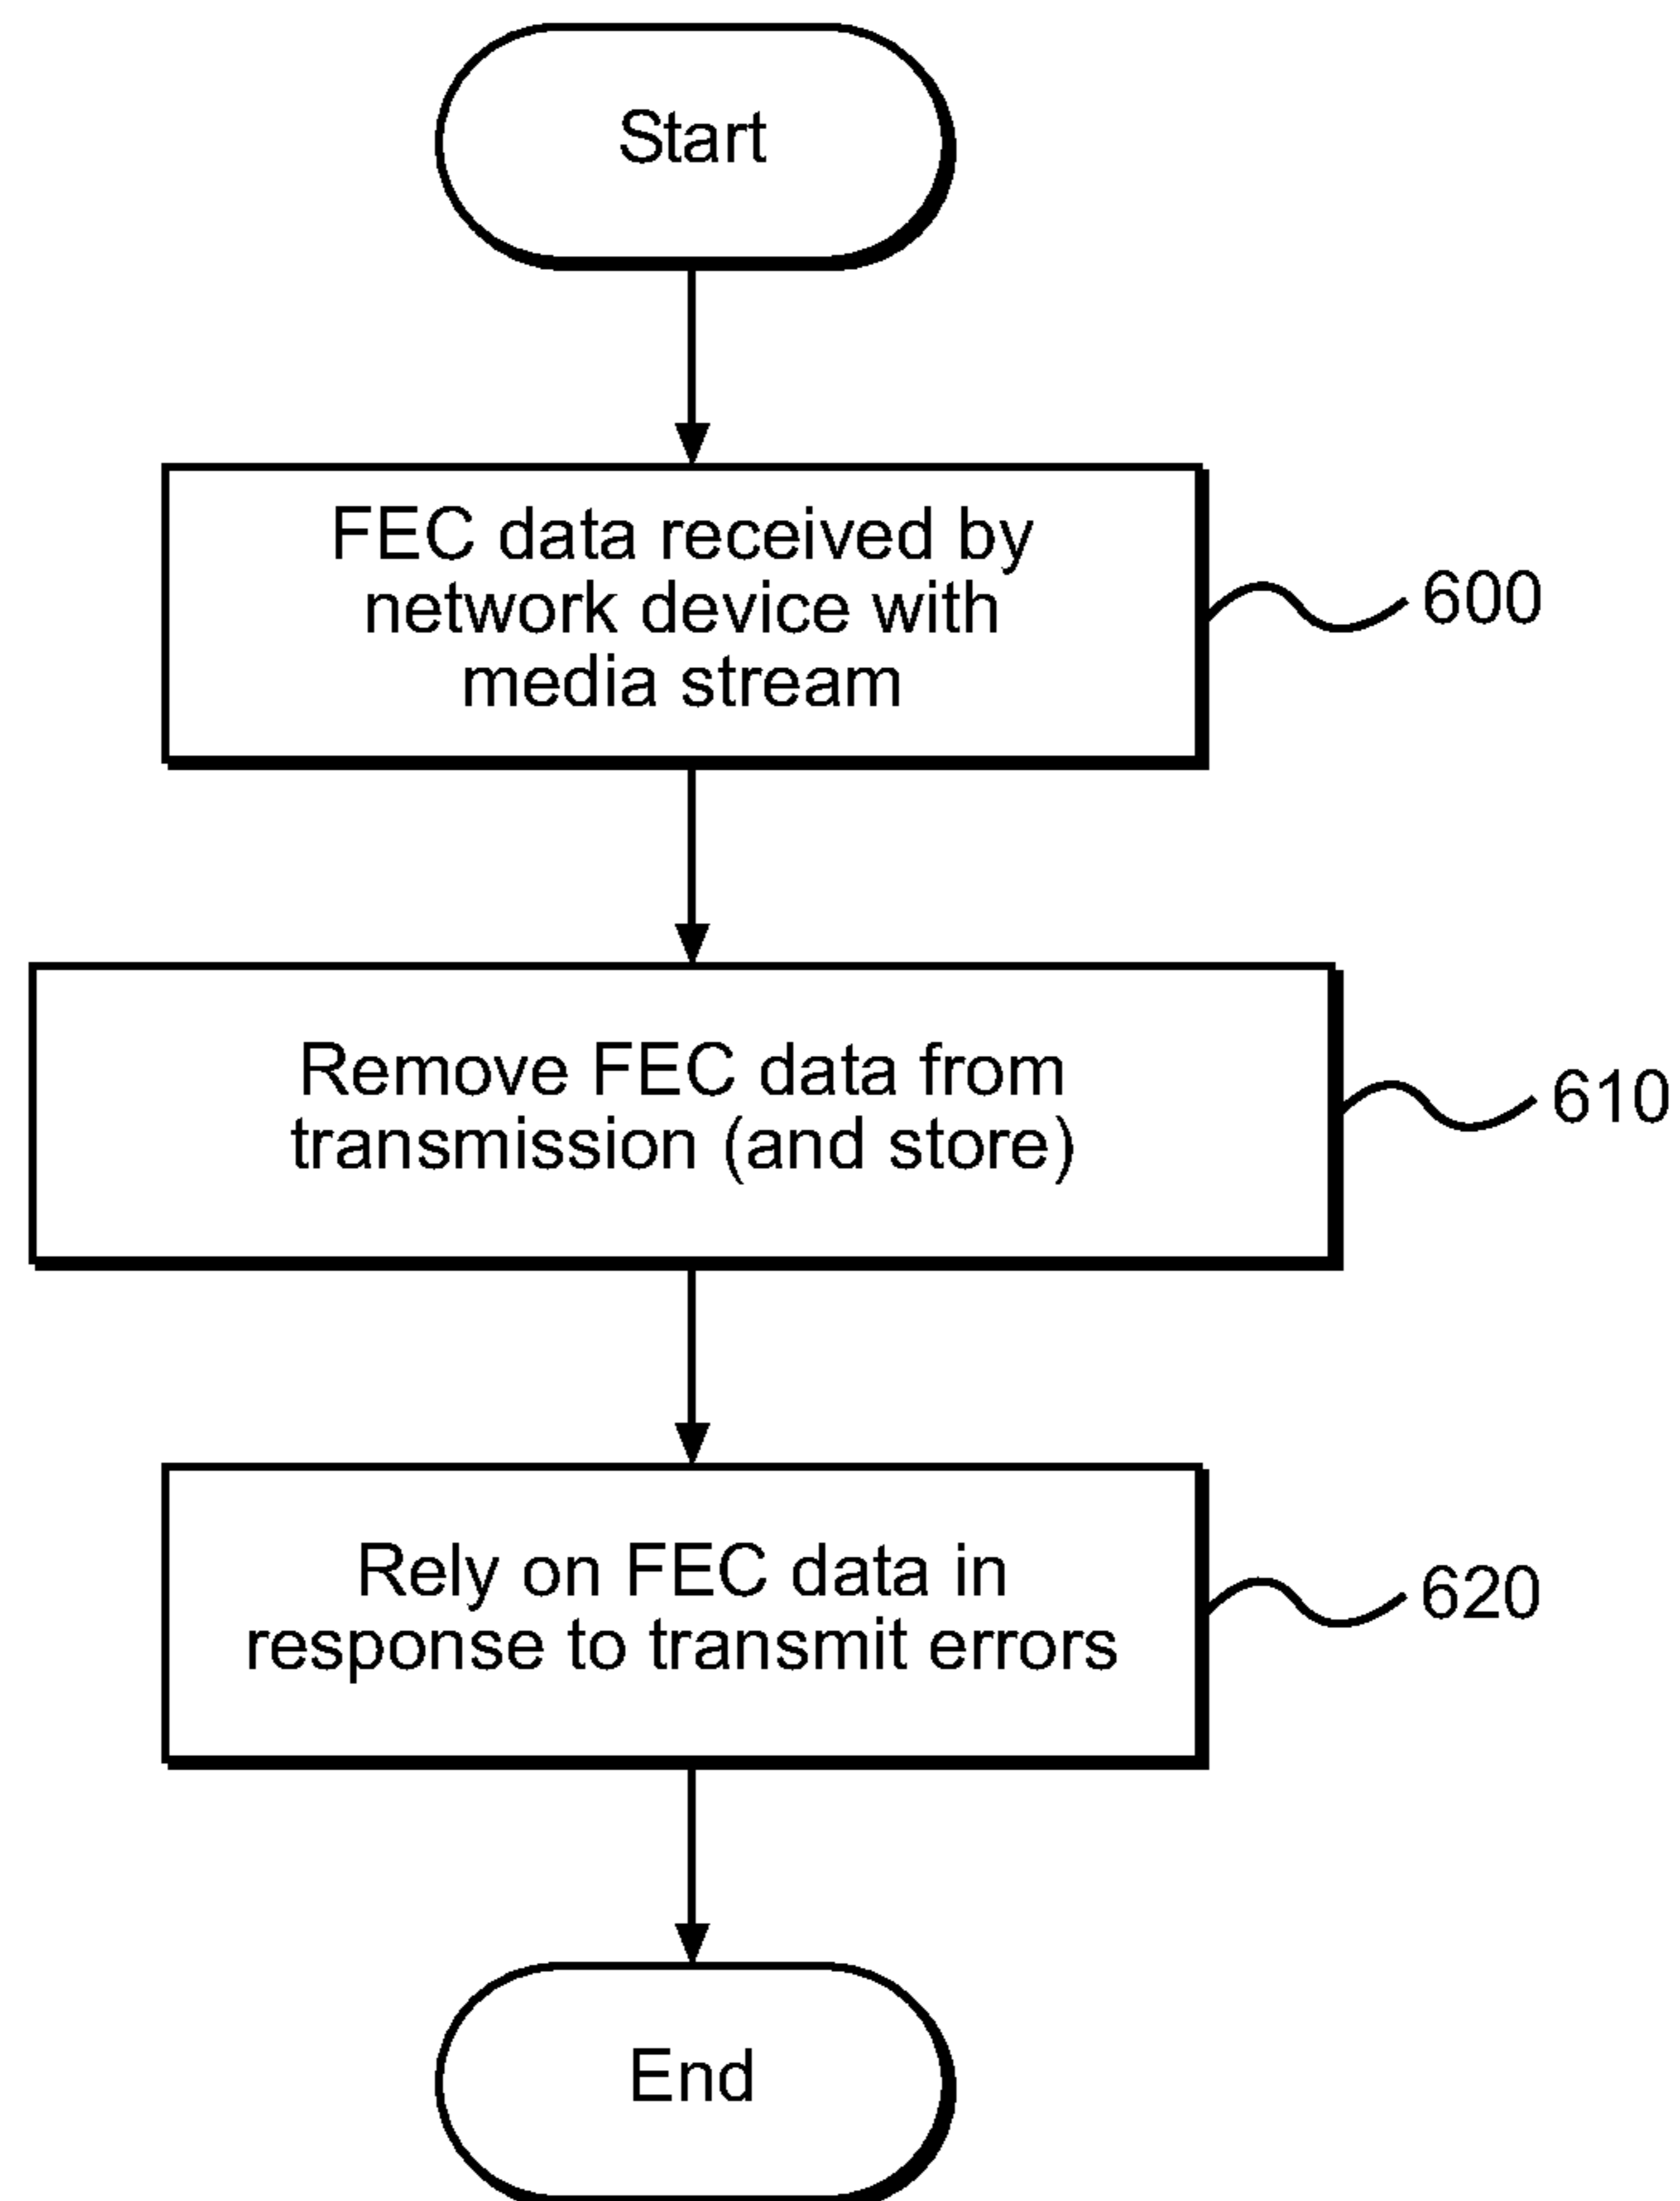 Start
FEC data received by
network device with
media stream
600
Remove FEC data from
transmission (and store)
610
Rely on FEC data in
response to transmit errors
620
End